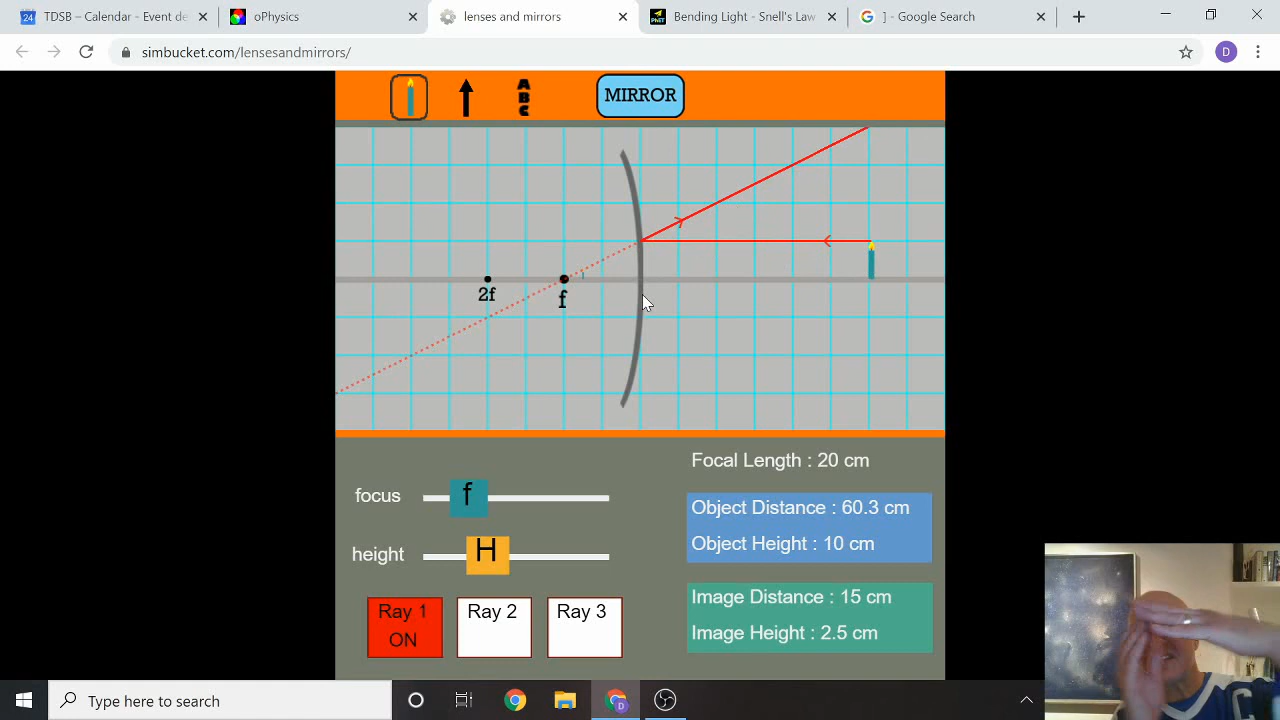 24
TDSB – Calendar - Event de
oPhysics
lenses and mirrors
Bending Light - Snell's Law
] - Google Search
simbucket.com/lensesandmirrors/
D
A
B
C
MIRROR
2f
f
Focal Length : 20 cm
focus
f
Object Distance : 60.3 cm
Object Height : 10 cm
height
H
Image Distance : 15 cm
Image Height : 2.5 cm
Ray 1
ON
Ray 2
Ray 3
Type here to search
D